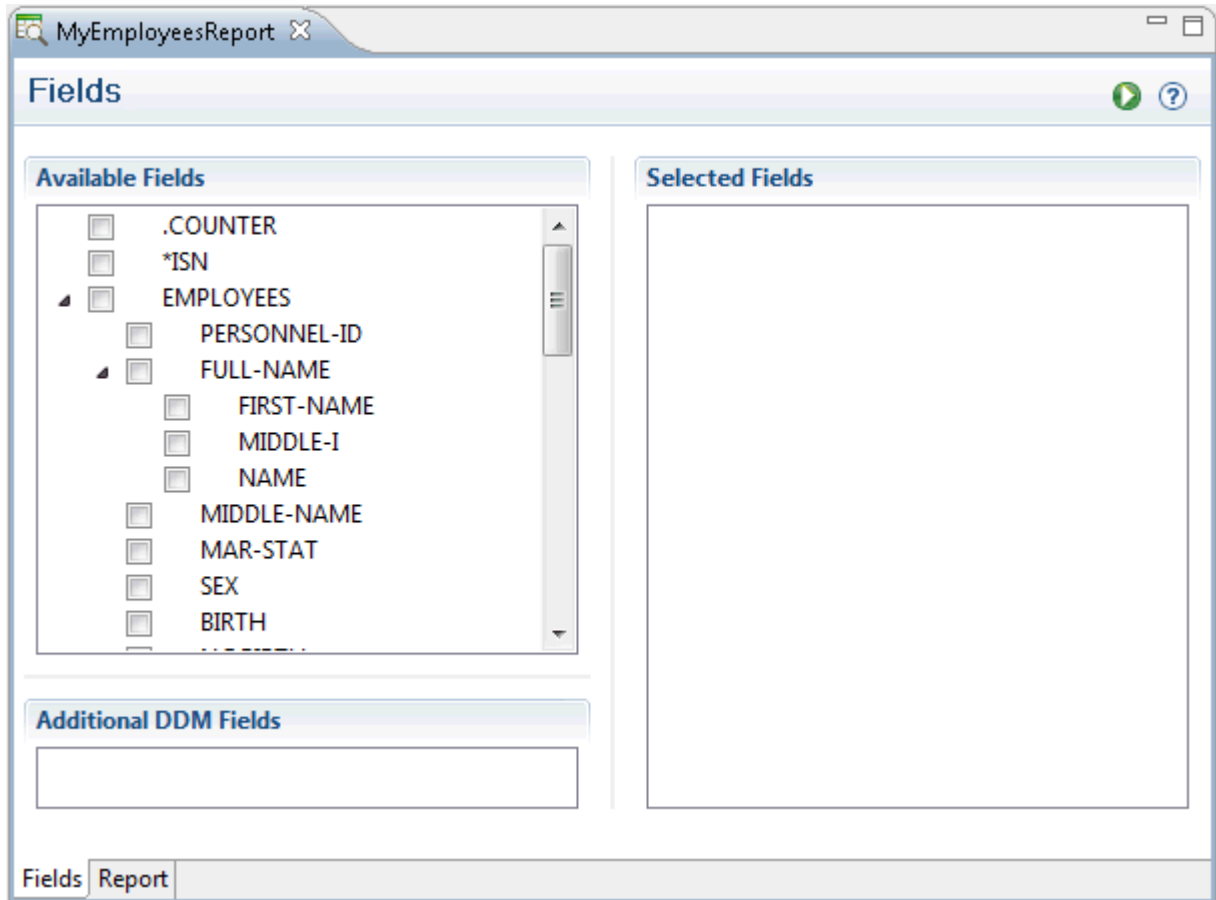 MyEmployeesReport
Fields
Available Fields
.COUNTER
*ISN
EMPLOYEES
PERSONNEL-ID
FULL-NAME
FIRST-NAME
MIDDLE-I
NAME
MIDDLE-NAME
MAR-STAT
SEX
BIRTH
Additional DDM Fields
Selected Fields
Fields Report